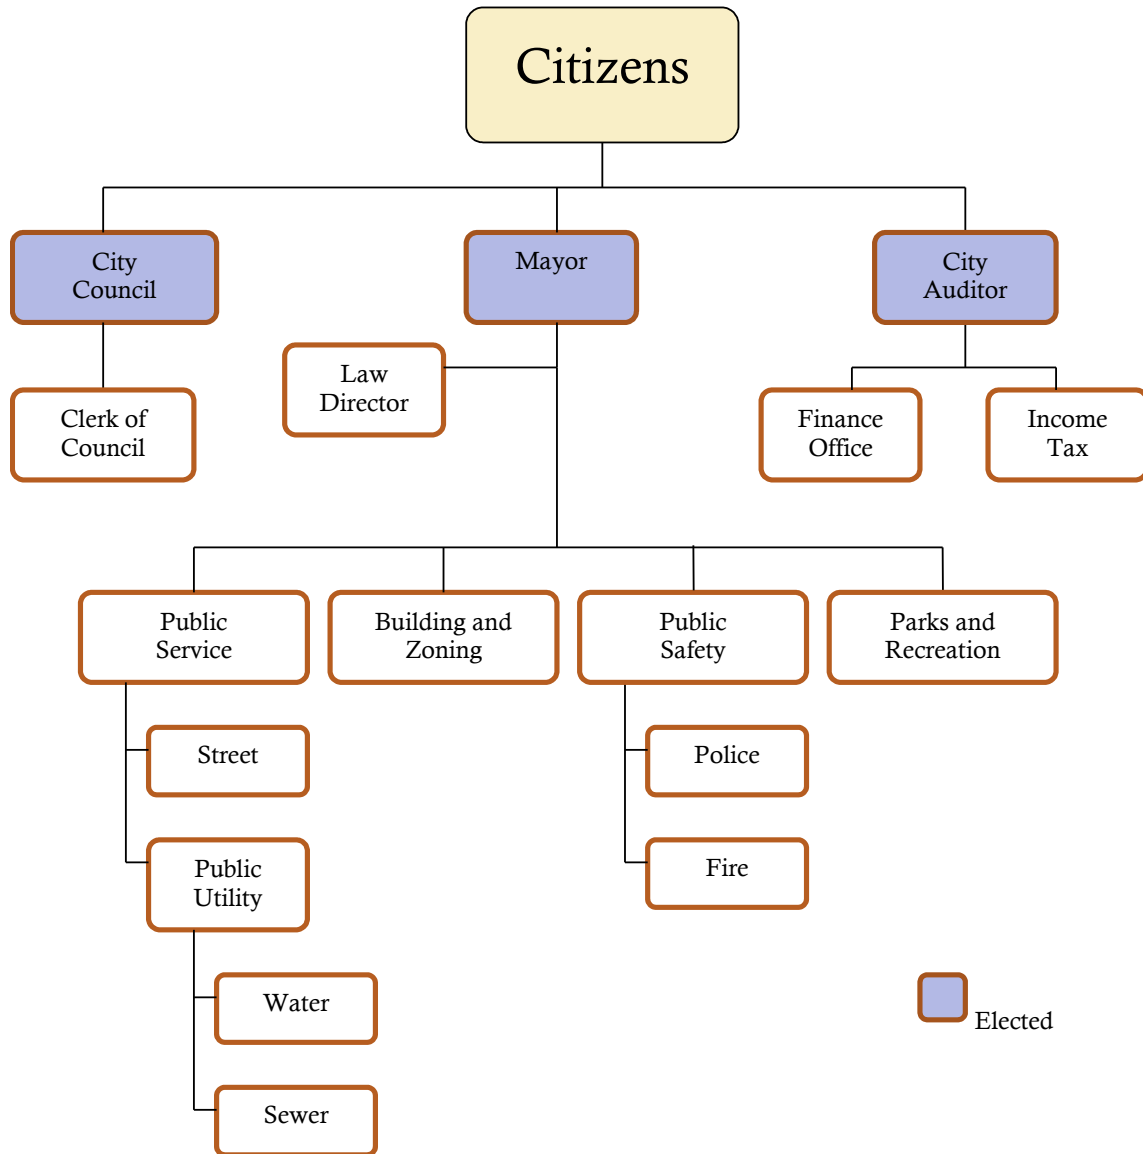 Citizens
City
Council
Mayor
City
Auditor
Law
Director
Clerk of
Council
Finance
Office
Income
Tax
Public
Service
Building and
Zoning
Public
Safety
Parks and
Recreation
Street
Police
Public
Utility
Fire
Water
Elected
Sewer